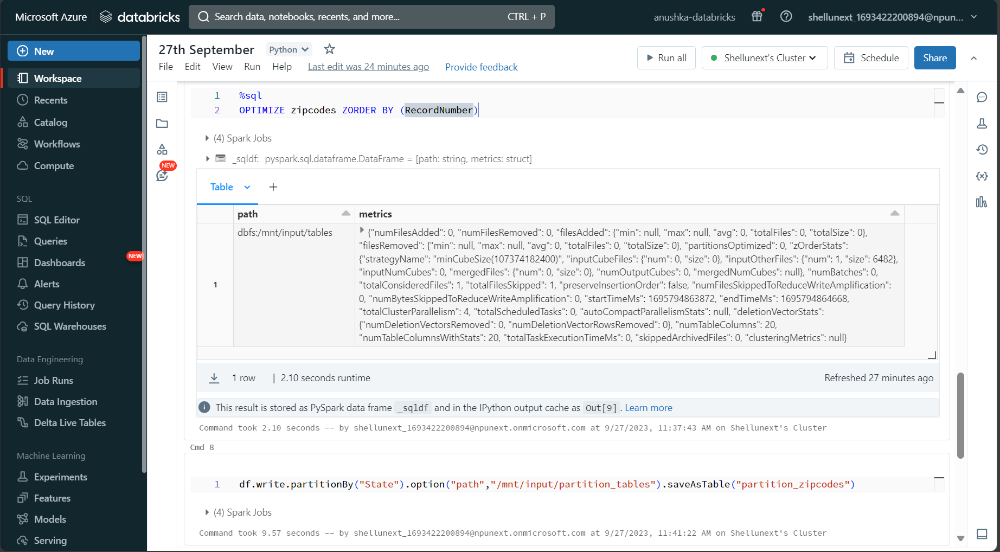 Microsoft Azure databricks Search data, notebooks, recents, and more... CTRL + P anushka-databricks shellunext_1693422200894@npun...
New
Workspace
Recents
Catalog
Workflows
Compute
SQL
SQL Editor
Queries
Dashboards NEW
Alerts
Query History
SQL Warehouses
Data Engineering
Job Runs
Data Ingestion
Delta Live Tables
Machine Learning
Experiments
Features
Models
Serving
27th September Python
Run all Shellunext's Cluster Schedule Share
File Edit View Run Help Last edit was 24 minutes ago Provide feedback
NEW
1 %sql
2 OPTIMIZE zipcodes ZORDER BY (RecordNumber)
(4) Spark Jobs
_sqldf: pyspark.sql.dataframe.DataFrame = [path: string, metrics: struct]
Table +
path metrics
1
dbfs:/mnt/input/tables
{"numFilesAdded": 0, "numFilesRemoved": 0, "filesAdded": {"min": null, "max": null, "avg": 0, "totalFiles": 0, "totalSize": 0},
"filesRemoved": {"min": null, "max": null, "avg": 0, "totalFiles": 0, "totalSize": 0}, "partitionsOptimized": 0, "zOrderStats":
{"strategyName": "minCubeSize(107374182400)", "inputCubeFiles": {"num": 0, "size": 0}, "inputOtherFiles": {"num": 1, "size": 6482},
"inputNumCubes": 0, "mergedFiles": {"num": 0, "size": 0}, "numOutputCubes": 0, "mergedNumCubes": null}, "numBatches": 0,
"totalConsideredFiles": 1, "totalFilesSkipped": 1, "preserveInsertionOrder": false, "numFilesSkippedToReduceWriteAmplification":
0, "numBytesSkippedToReduceWriteAmplification": 0, "startTimeMs": 1695794863872, "endTimeMs": 1695794864668,
"totalClusterParallelism": 4, "totalScheduledTasks": 0, "autoCompactParallelismStats": null, "deletionVectorStats":
{"numDeletionVectorsRemoved": 0, "numDeletionVectorRowsRemoved": 0}, "numTableColumns": 20,
"numTableColumnsWithStats": 20, "totalTaskExecutionTimeMs": 0, "skippedArchivedFiles": 0, "clusteringMetrics": null}
1 row | 2.10 seconds runtime Refreshed 27 minutes ago
This result is stored as PySpark data frame _sqldf and in the IPython output cache as Out[9]. Learn more
Command took 2.10 seconds -- by shellunext_1693422200894@npunext.onmicrosoft.com at 9/27/2023, 11:37:43 AM on Shellunext's Cluster
Cmd 8
1 df.write.partitionBy("State").option("path","/mnt/input/partition_tables").saveAsTable("partition_zipcodes")
(4) Spark Jobs
Command took 9.57 seconds -- by shellunext_1693422200894@npunext.onmicrosoft.com at 9/27/2023, 11:41:22 AM on Shellunext's Cluster